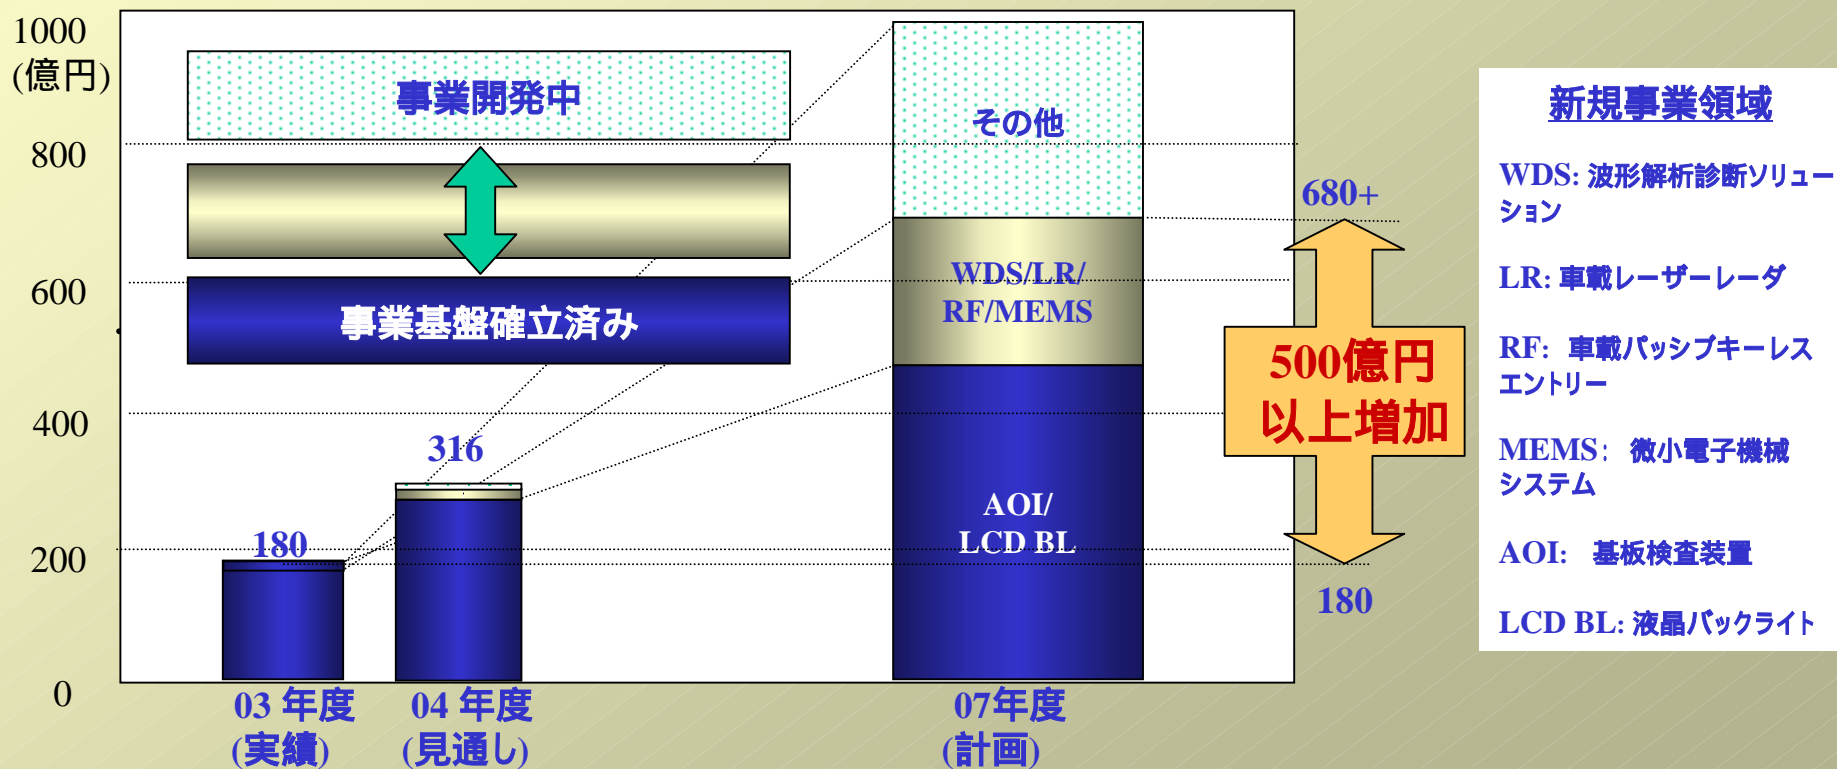 1000
(億円)
800
600
400
200
0
事業開発中
事業基盤確立済み
180
316
その他
WDS/LR/
RF/MEMS
AOI/
LCD BL
03 年度
(実績)
04 年度
(見通し)
07年度
(計画)
680+
500億円
以上増加
180
新規事業領域
WDS: 波形解析診断ソリュー
ション
LR: 車載レーザーレーダ
RF: 車載パッシブキーレス
エントリー
MEMS: 微小電子機械
システム
AOI: 基板検査装置
LCD BL: 液晶バックライト